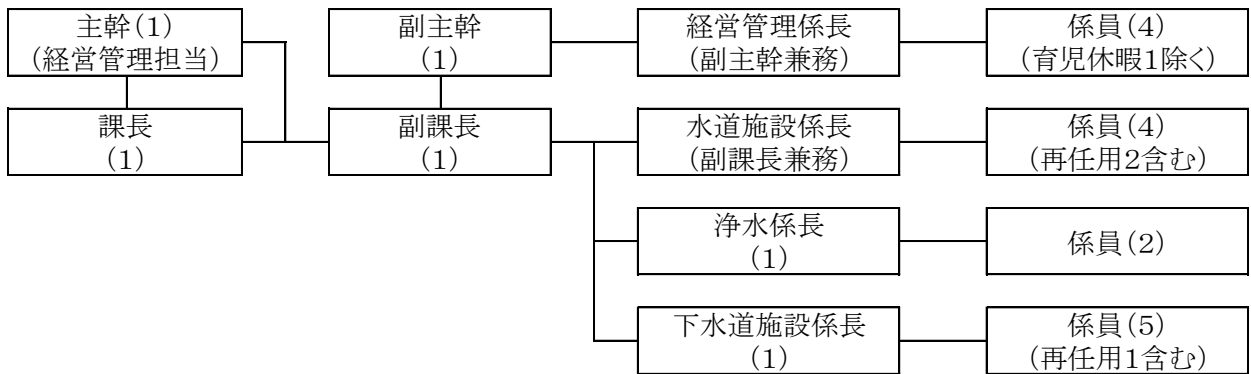 主幹(1)
(経営管理担当)
副主幹
(1)
経営管理係長
(副主幹兼務)
係員(4)
(育児休暇1除く)
課長
(1)
副課長
(1)
水道施設係長
(副課長兼務)
係員(4)
(再任用2含む)
浄水係長
(1)
係員(2)
下水道施設係長
(1)
係員(5)
(再任用1含む)